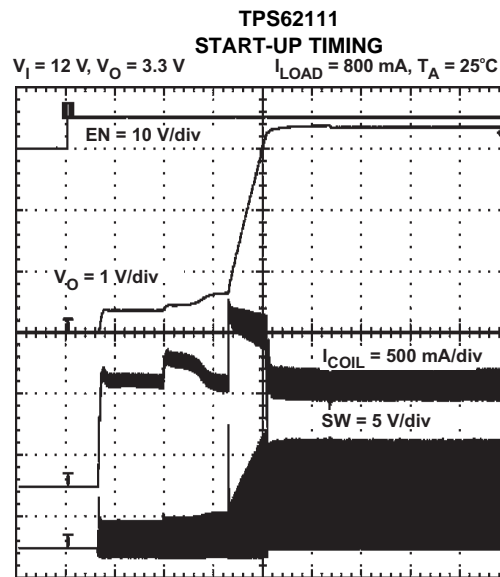 TPS62111
START-UP TIMING
V_I = 12 V, V_O = 3.3 V I_LOAD = 800 mA, T_A = 25°C
EN = 10 V/div
V_O = 1 V/div
I_COIL = 500 mA/div
SW = 5 V/div